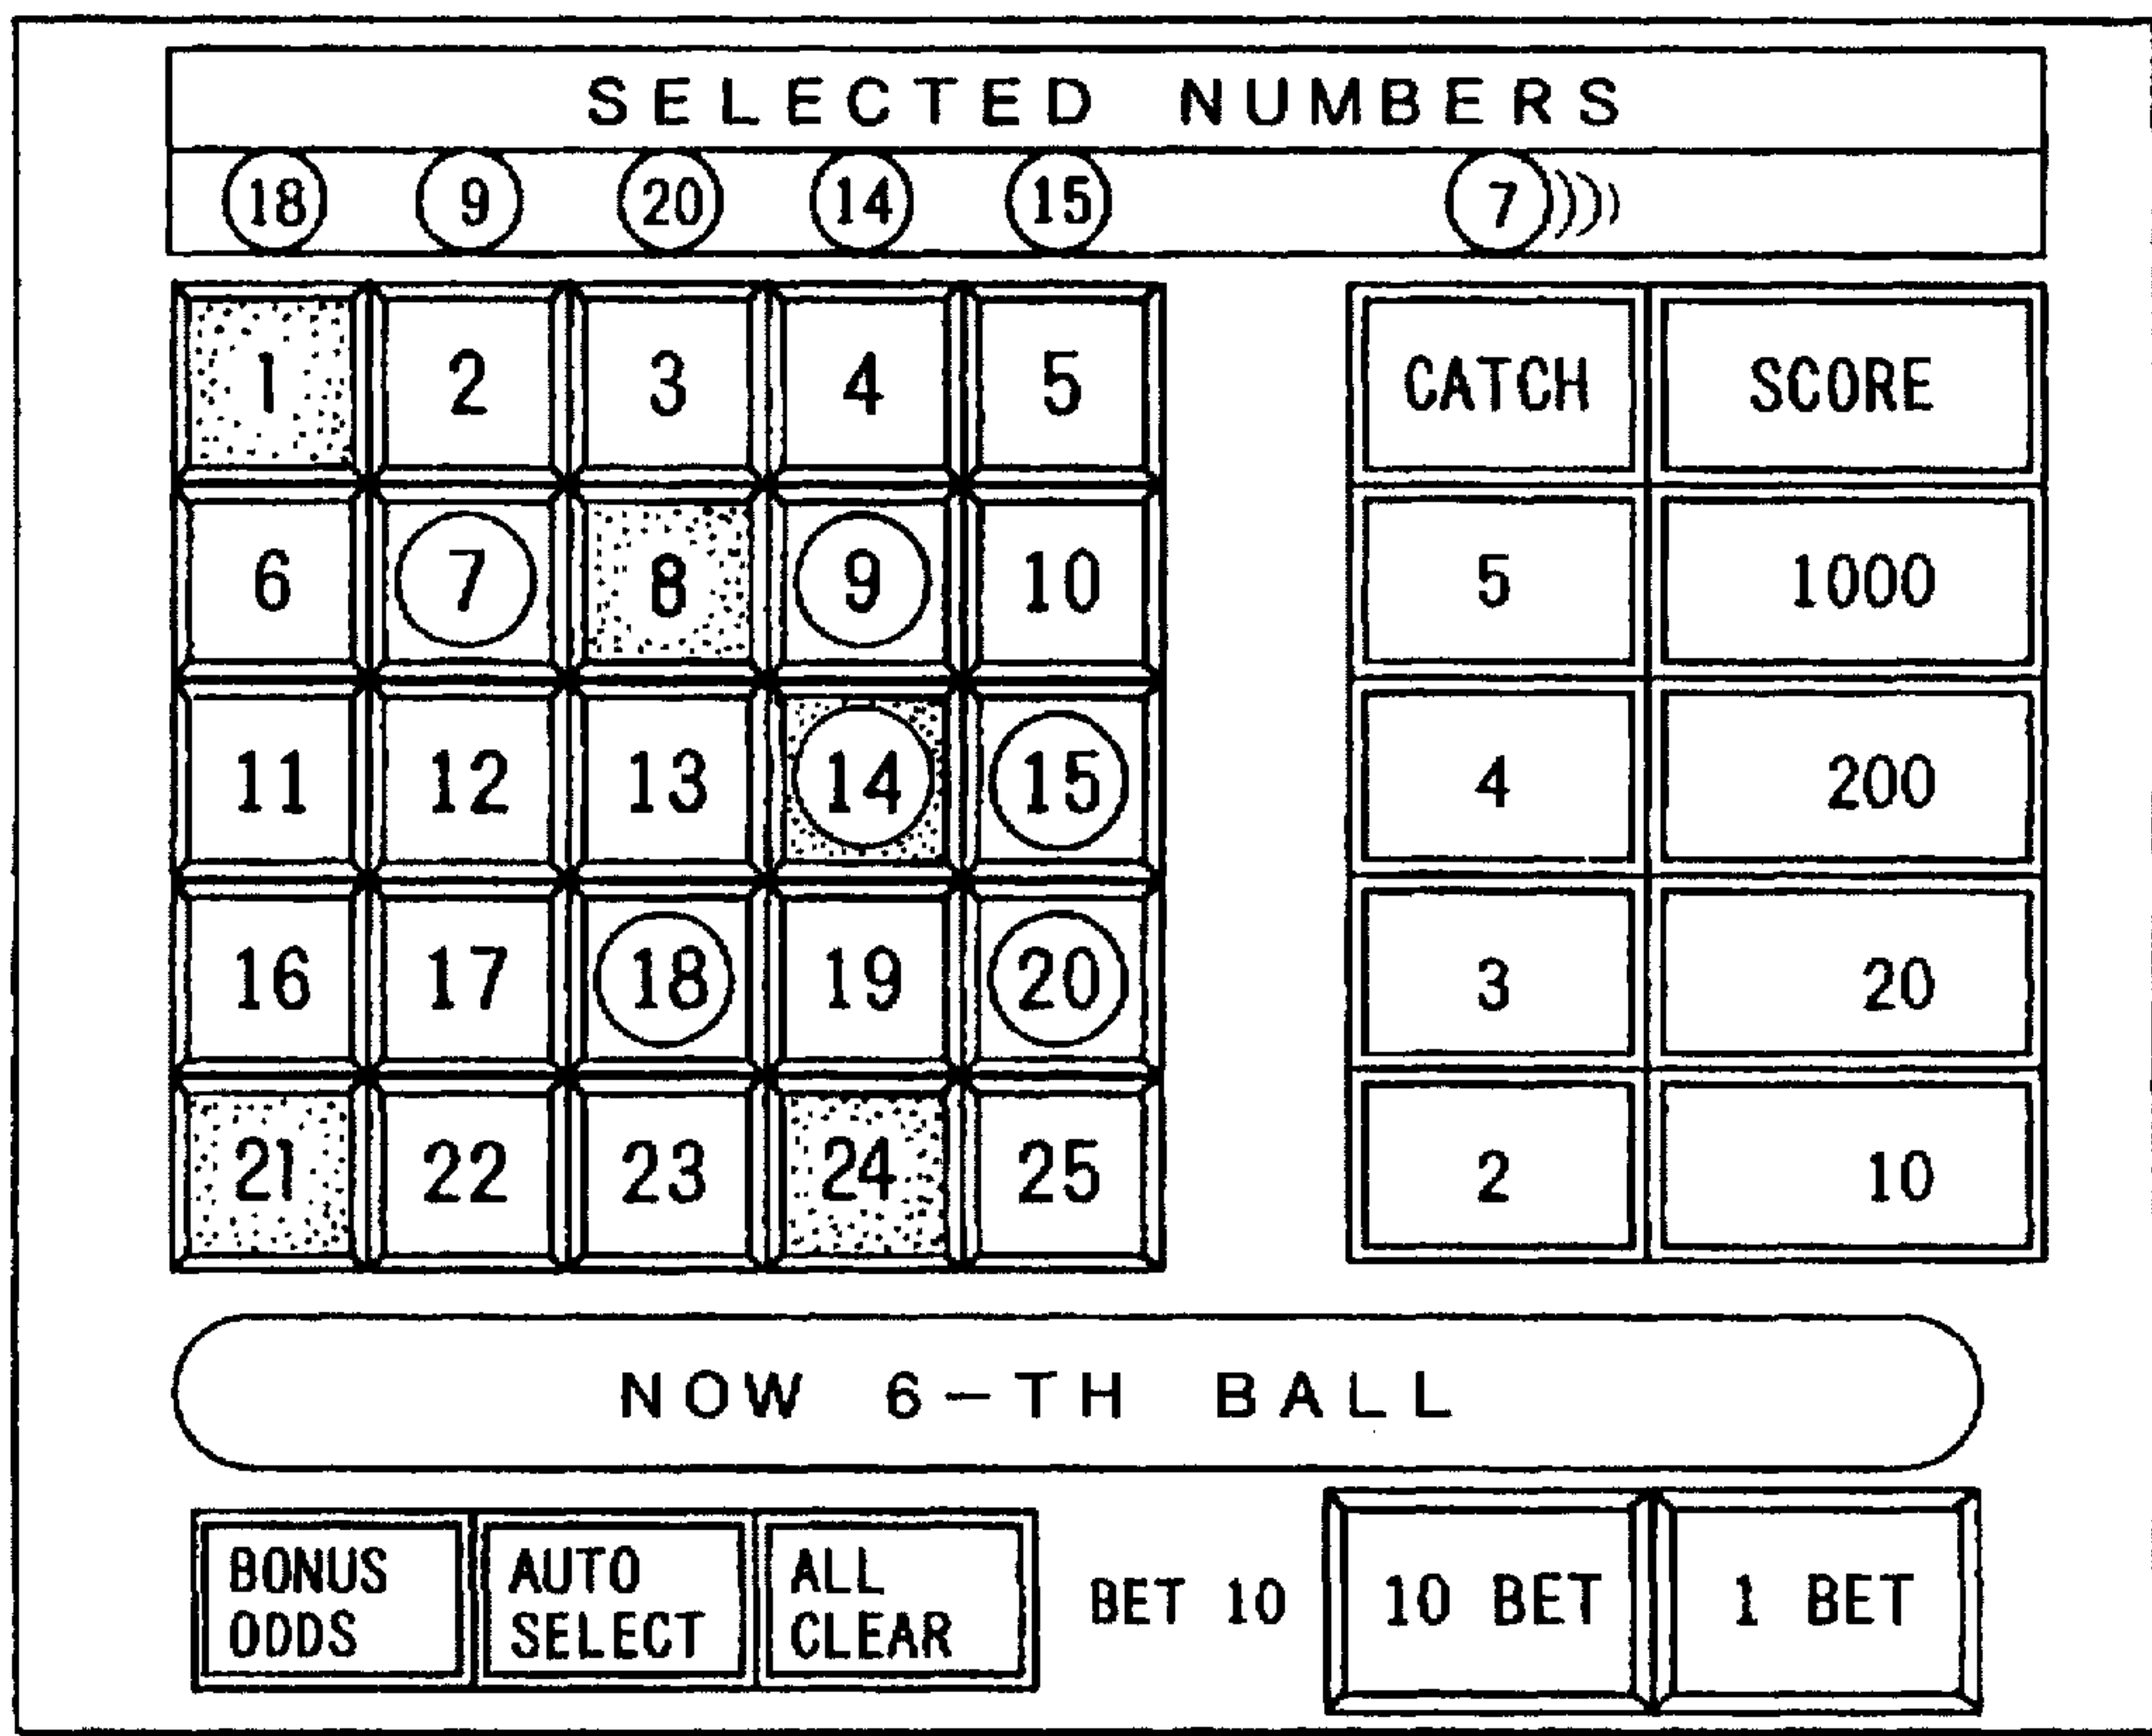 SELECTED NUMBERS
18 9 20 14 15 7
1 2 3 4 5
6 7 8 9 10
11 12 13 14 15
16 17 18 19 20
21 22 23 24 25
CATCH SCORE
5 1000
4 200
3 20
2 10
NOW 6-TH BALL
BONUS
ODDS
AUTO
SELECT
ALL
CLEAR
BET 10
10 BET
1 BET